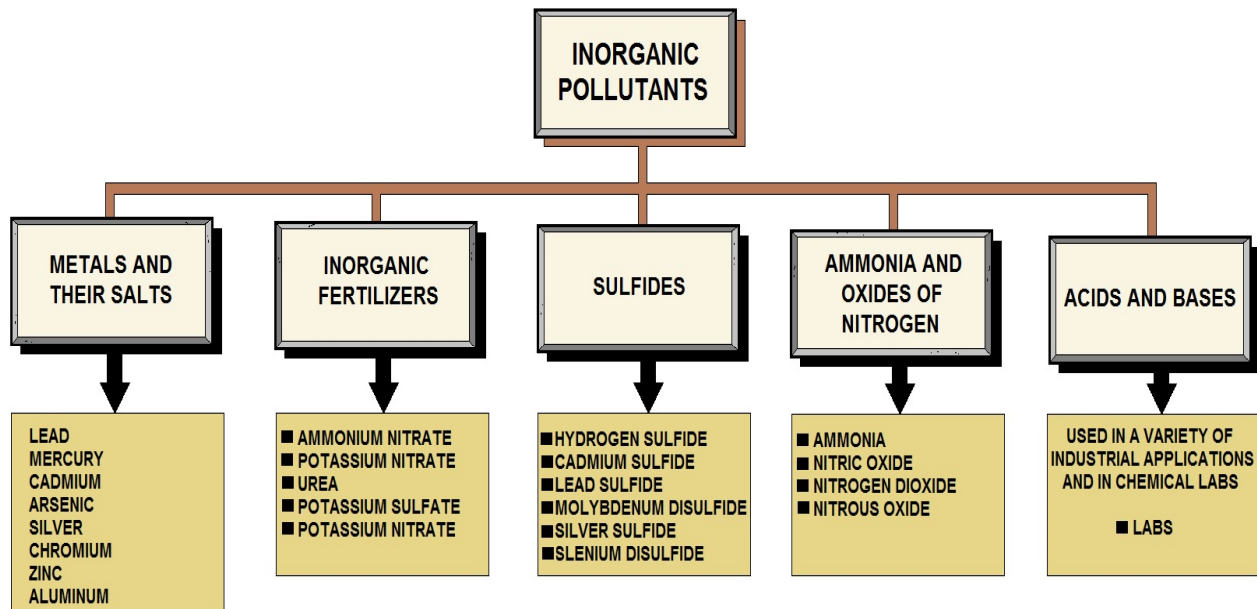 INORGANIC
POLLUTANTS
METALS AND
THEIR SALTS
INORGANIC
FERTILIZERS
SULFIDES
AMMONIA AND
OXIDES OF
NITROGEN
ACIDS AND BASES
LEAD
MERCURY
CADMIUM
ARSENIC
SILVER
CHROMIUM
ZINC
ALUMINUM
■ AMMONIUM NITRATE
■ POTASSIUM NITRATE
■ UREA
■ POTASSIUM SULFATE
■ POTASSIUM NITRATE
■ HYDROGEN SULFIDE
■ CADMIUM SULFIDE
■ LEAD SULFIDE
■ MOLYBDENUM DISULFIDE
■ SILVER SULFIDE
■ SLENIUM DISULFIDE
■ AMMONIA
■ NITRIC OXIDE
■ NITROGEN DIOXIDE
■ NITROUS OXIDE
USED IN A VARIETY OF
INDUSTRIAL APPLICATIONS
AND IN CHEMICAL LABS
■ LABS